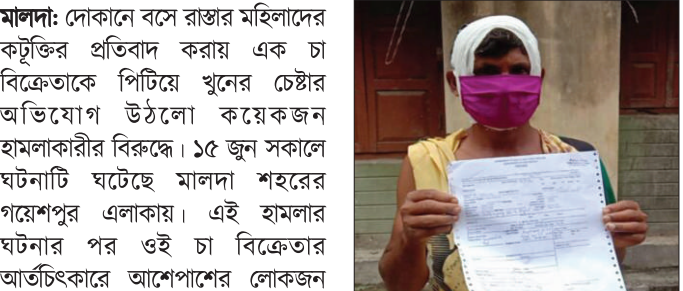 মালদা: দোকানে বসে রাস্তার মহিলাদের
কটূক্তির প্রতিবাদ করায় এক চা
বিক্রেতাকে পিটিয়ে খুনের চেষ্টার
অভিযোগ উঠলো কয়েকজন
হামলাকারীর বিরুদ্ধে। ১৫ জুন সকালে
ঘটনাটি ঘটেছে মালদা শহরের
গয়েশপুর এলাকায়। এই হামলার
ঘটনার পর ওই চা বিক্রেতার
আর্তচিৎকারে আশেপাশের লোকজন